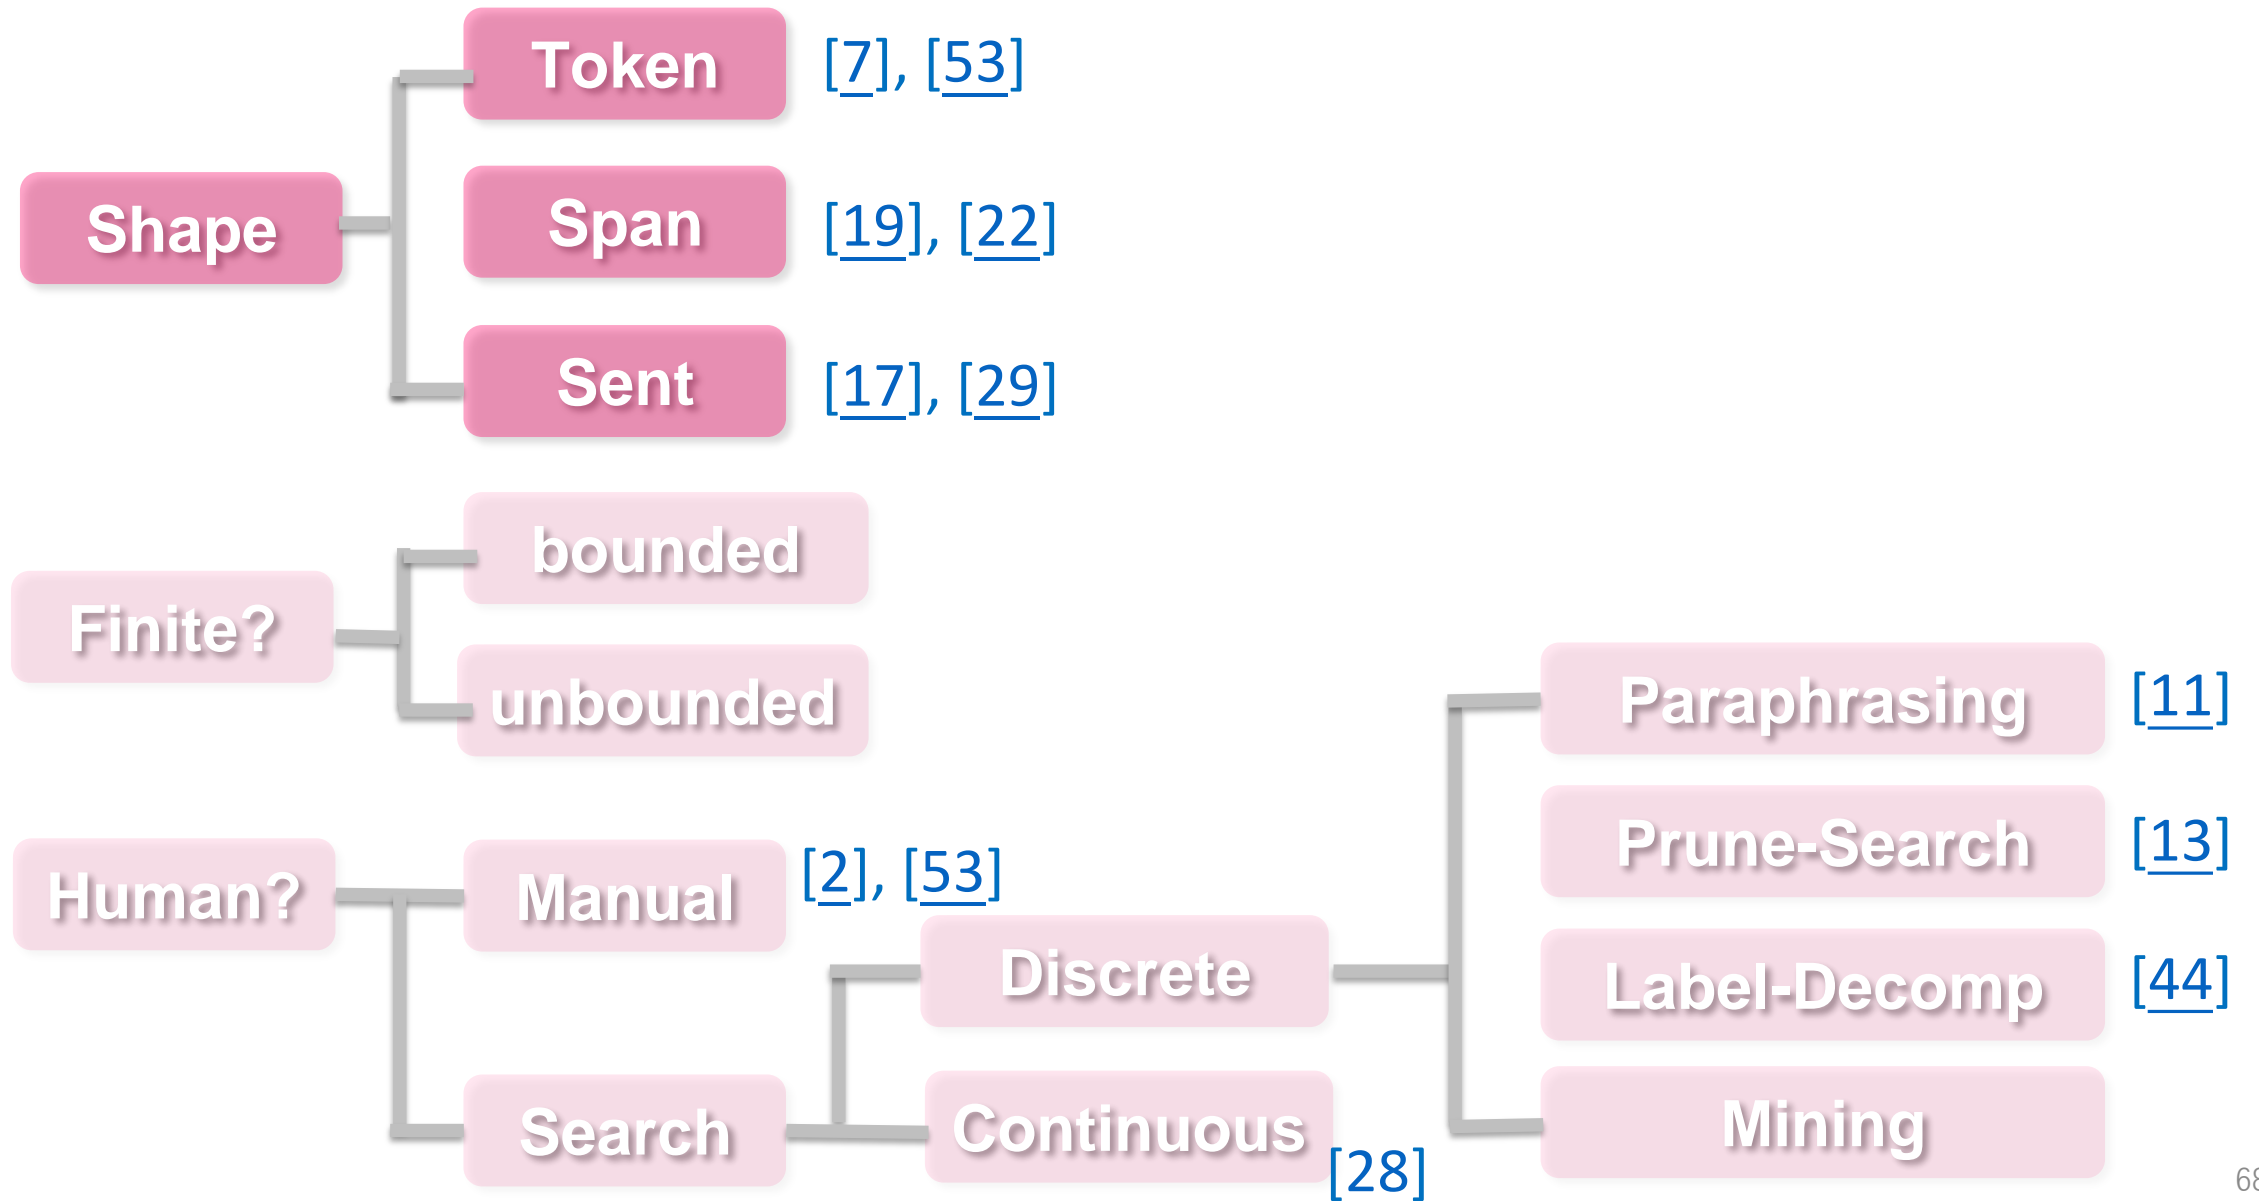 Token [7], [53]
Shape
Span [19], [22]
Sent [17], [29]
bounded
Finite?
unbounded
Paraphrasing [11]
Prune-Search [13]
Human?
Manual [2], [53]
Discrete
Label-Decomp [44]
Search
Continuous [28]
Mining
68